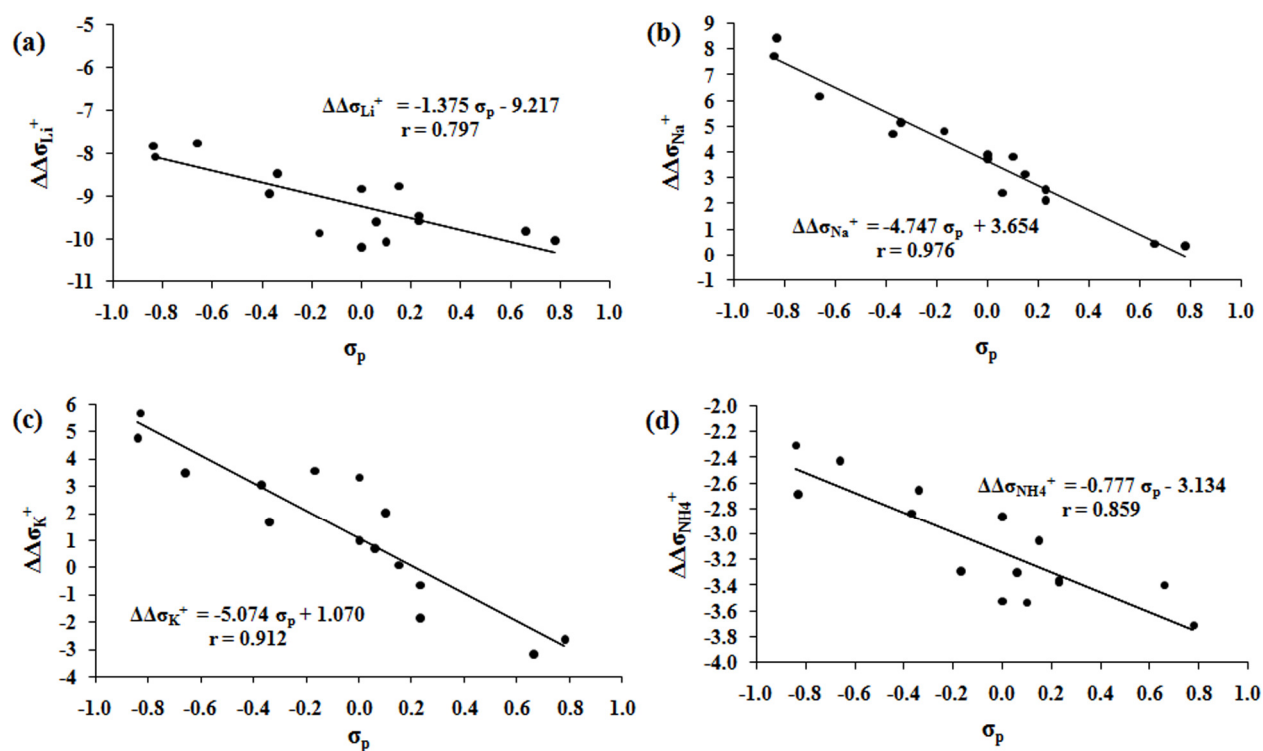 (a)
-5
-6
-7
-8
-9
-10
-11
ΔΔσLi+
ΔΔσLi+ = -1.375 σp - 9.217
r = 0.797
-1.0 -0.8 -0.6 -0.4 -0.2 0.0 0.2 0.4 0.6 0.8 1.0
σp
(b)
9
8
7
6
5
4
3
2
1
0
-1
ΔΔσNa+
ΔΔσNa+ = -4.747 σp + 3.654
r = 0.976
-1.0 -0.8 -0.6 -0.4 -0.2 0.0 0.2 0.4 0.6 0.8 1.0
σp
(c)
6
5
4
3
2
1
0
-1
-2
-3
-4
ΔΔσK+
ΔΔσK+ = -5.074 σp + 1.070
r = 0.912
-1.0 -0.8 -0.6 -0.4 -0.2 0.0 0.2 0.4 0.6 0.8 1.0
σp
(d)
-2.0
-2.2
-2.4
-2.6
-2.8
-3.0
-3.2
-3.4
-3.6
-3.8
-4.0
ΔΔσNH4+
ΔΔσNH4+ = -0.777 σp - 3.134
r = 0.859
-1.0 -0.8 -0.6 -0.4 -0.2 0.0 0.2 0.4 0.6 0.8 1.0
σp